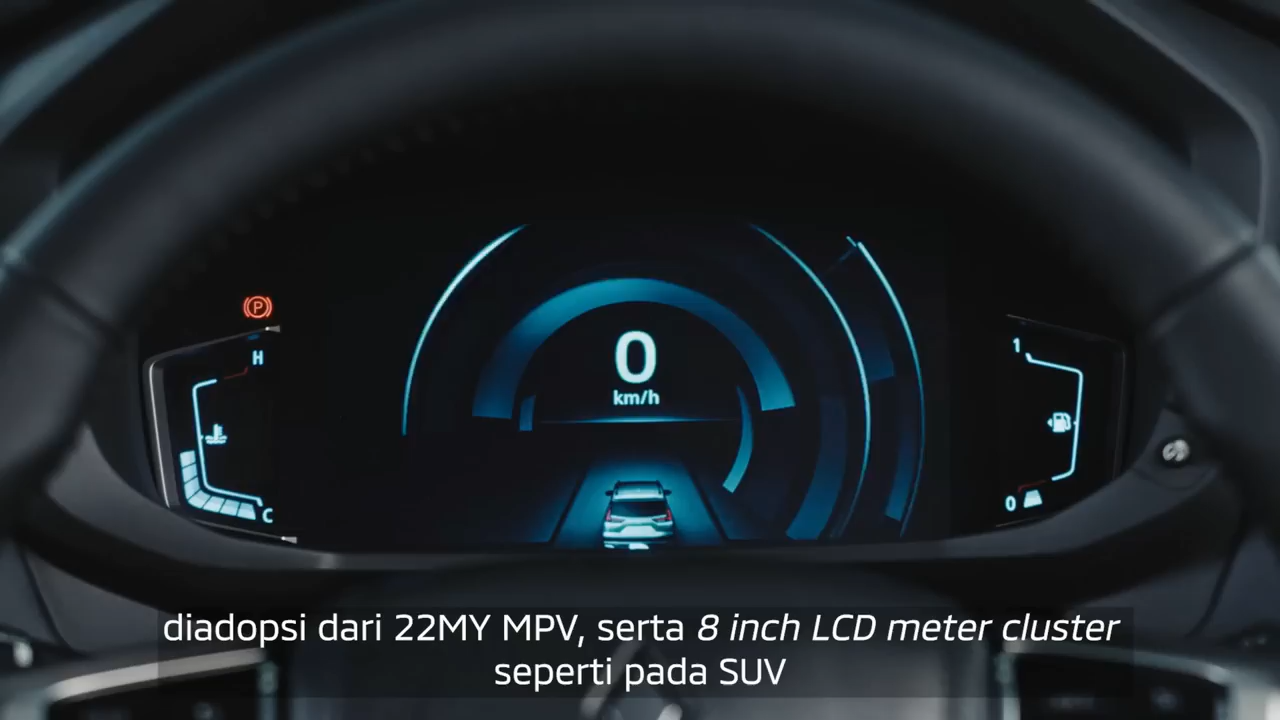 P
H
C
0
km/h
1
0
diadopsi dari 22MY MPV, serta 8 inch LCD meter cluster
seperti pada SUV